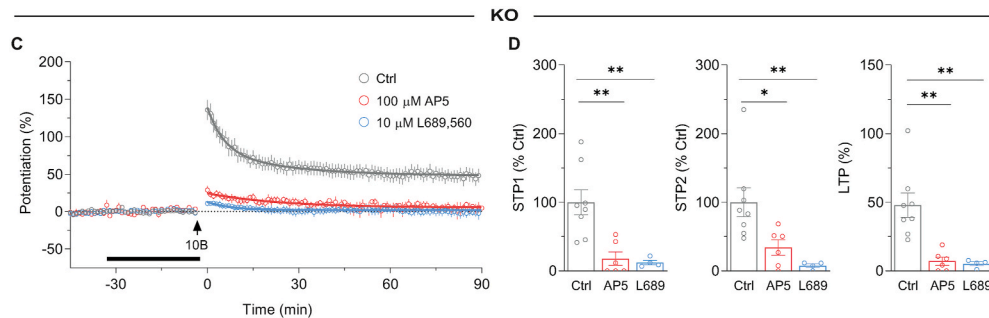 KO
C
200
150
100
50
0
-50
Potentiation (%)
Ctrl
100 µM AP5
10 µM L689,560
10B
-30
0
30
60
90
Time (min)
D
300
200
100
0
STP1 (% Ctrl)
**
**
Ctrl AP5 L689
300
200
100
0
STP2 (% Ctrl)
**
*
Ctrl AP5 L689
150
100
50
0
LTP (%)
**
**
Ctrl AP5 L689